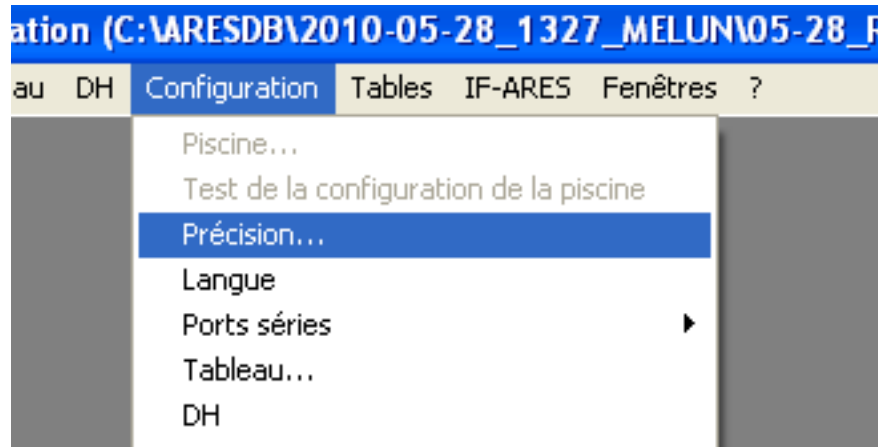 ation (C:\ARESDB\2010-05-28_1327_MELUN\05-28_R
au DH Configuration Tables IF-ARES Fenêtres ?
Piscine...
Test de la configuration de la piscine
Précision...
Langue
Ports séries
Tableau...
DH